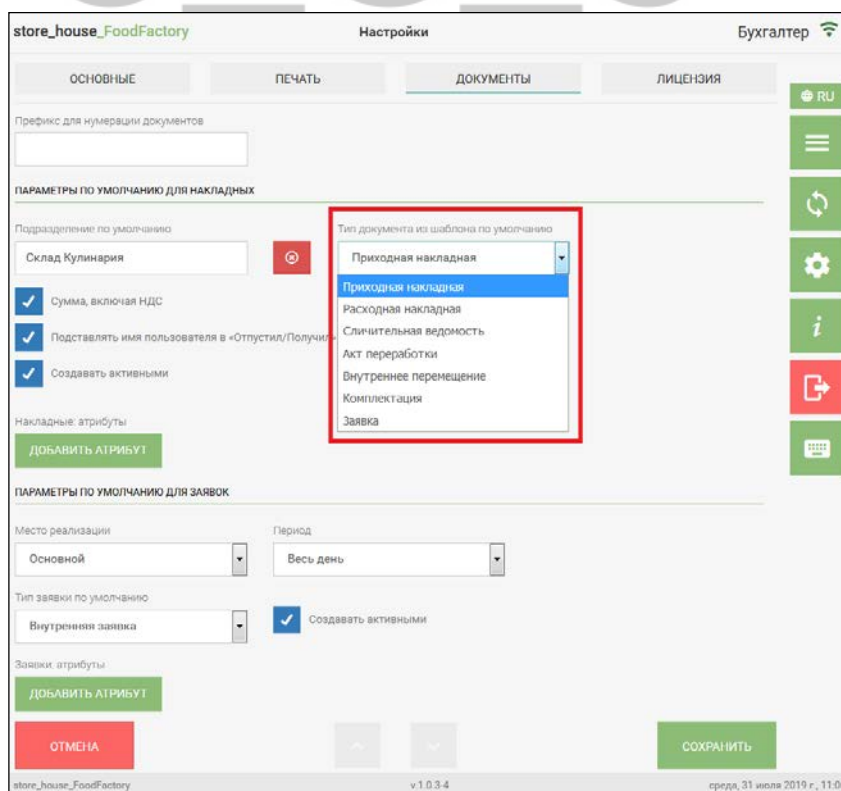 store_house_FoodFactory Настройки Бухгалтер
ОСНОВНЫЕ ПЕЧАТЬ ДОКУМЕНТЫ ЛИЦЕНЗИЯ
RU
Префикс для нумерации документов
ПАРАМЕТРЫ ПО УМОЛЧАНИЮ ДЛЯ НАКЛАДНЫХ
Подразделение по умолчанию Тип документа из шаблона по умолчанию
Склад Кулинария Приходная накладная
Приходная накладная
Сумма, включая НДС Расходная накладная
Сличительная ведомость
Подставлять имя пользователя в «Отпустил/Получил»
Акт переработки
Создавать активными Внутреннее перемещение
Комплектация
Накладные: атрибуты Заявка
ДОБАВИТЬ АТРИБУТ
ПАРАМЕТРЫ ПО УМОЛЧАНИЮ ДЛЯ ЗАЯВОК
Место реализации Период
Основной Весь день
Тип заявки по умолчанию
Внутренняя заявка Создавать активными
Заявки: атрибуты
ДОБАВИТЬ АТРИБУТ
ОТМЕНА СОХРАНИТЬ
store_house_FoodFactory v.1.0.3-4 среда, 31 июля 2019 г., 11:0